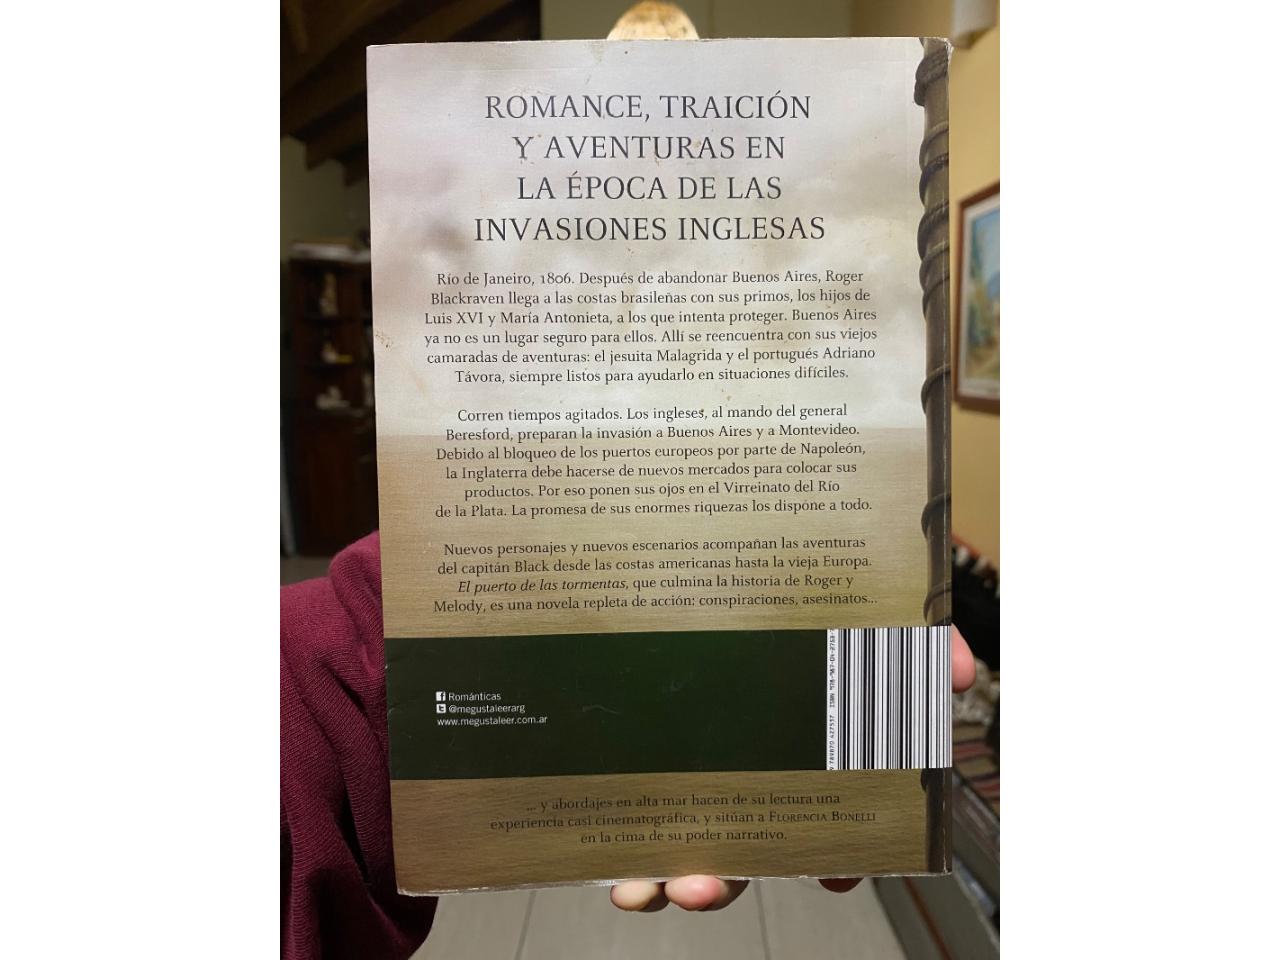 ROMANCE, TRAICIÓN
Y AVENTURAS EN
LA ÉPOCA DE LAS
INVASIONES INGLESAS
Río de Janeiro, 1806. Después de abandonar Buenos Aires, Roger
Blackraven llega a las costas brasileñas con sus primos, los hijos de
Luis XVI y María Antonieta, a los que intenta proteger. Buenos Aires
ya no es un lugar seguro para ellos. Allí se reencuentra con sus viejos
camaradas de aventuras: el jesuita Malagrida y el portugués Adriano
Távora, siempre listos para ayudarlo en situaciones difíciles.
Corren tiempos agitados. Los ingleses, al mando del general
Beresford, preparan la invasión a Buenos Aires y a Montevideo.
Debido al bloqueo de los puertos europeos por parte de Napoleón,
la Inglaterra debe hacerse de nuevos mercados para colocar sus
productos. Por eso ponen sus ojos en el Virreinato del Río
de la Plata. La promesa de sus enormes riquezas los dispone a todo.
Nuevos personajes y nuevos escenarios acompañan las aventuras
del capitán Black desde las costas americanas hasta la vieja Europa.
El puerto de las tormentas, que culmina la historia de Roger y
Melody, es una novela repleta de acción: conspiraciones, asesinatos...
Románticas
@megustaleerarg
www.megustaleer.com.ar
ISBN 978-987-04-2753-7
9 789870 427537
... y abordajes en alta mar hacen de su lectura una
experiencia casi cinematográfica, y sitúan a FLORENCIA BONELLI
en la cima de su poder narrativo.